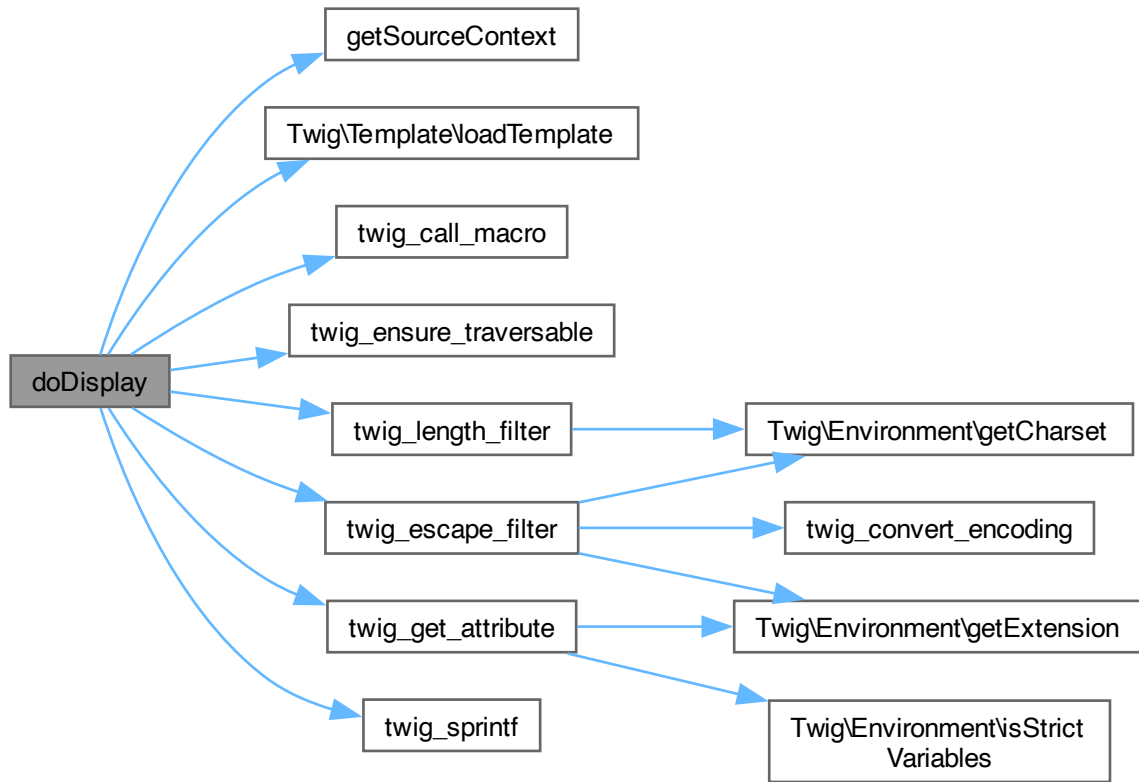 getSourceContext
Twig\Template\loadTemplate
twig_call_macro
twig_ensure_traversable
doDisplay
twig_length_filter
Twig\Environment\getCharset
twig_escape_filter
twig_convert_encoding
twig_get_attribute
Twig\Environment\getExtension
twig_sprintf
Twig\Environment\isStrict
Variables